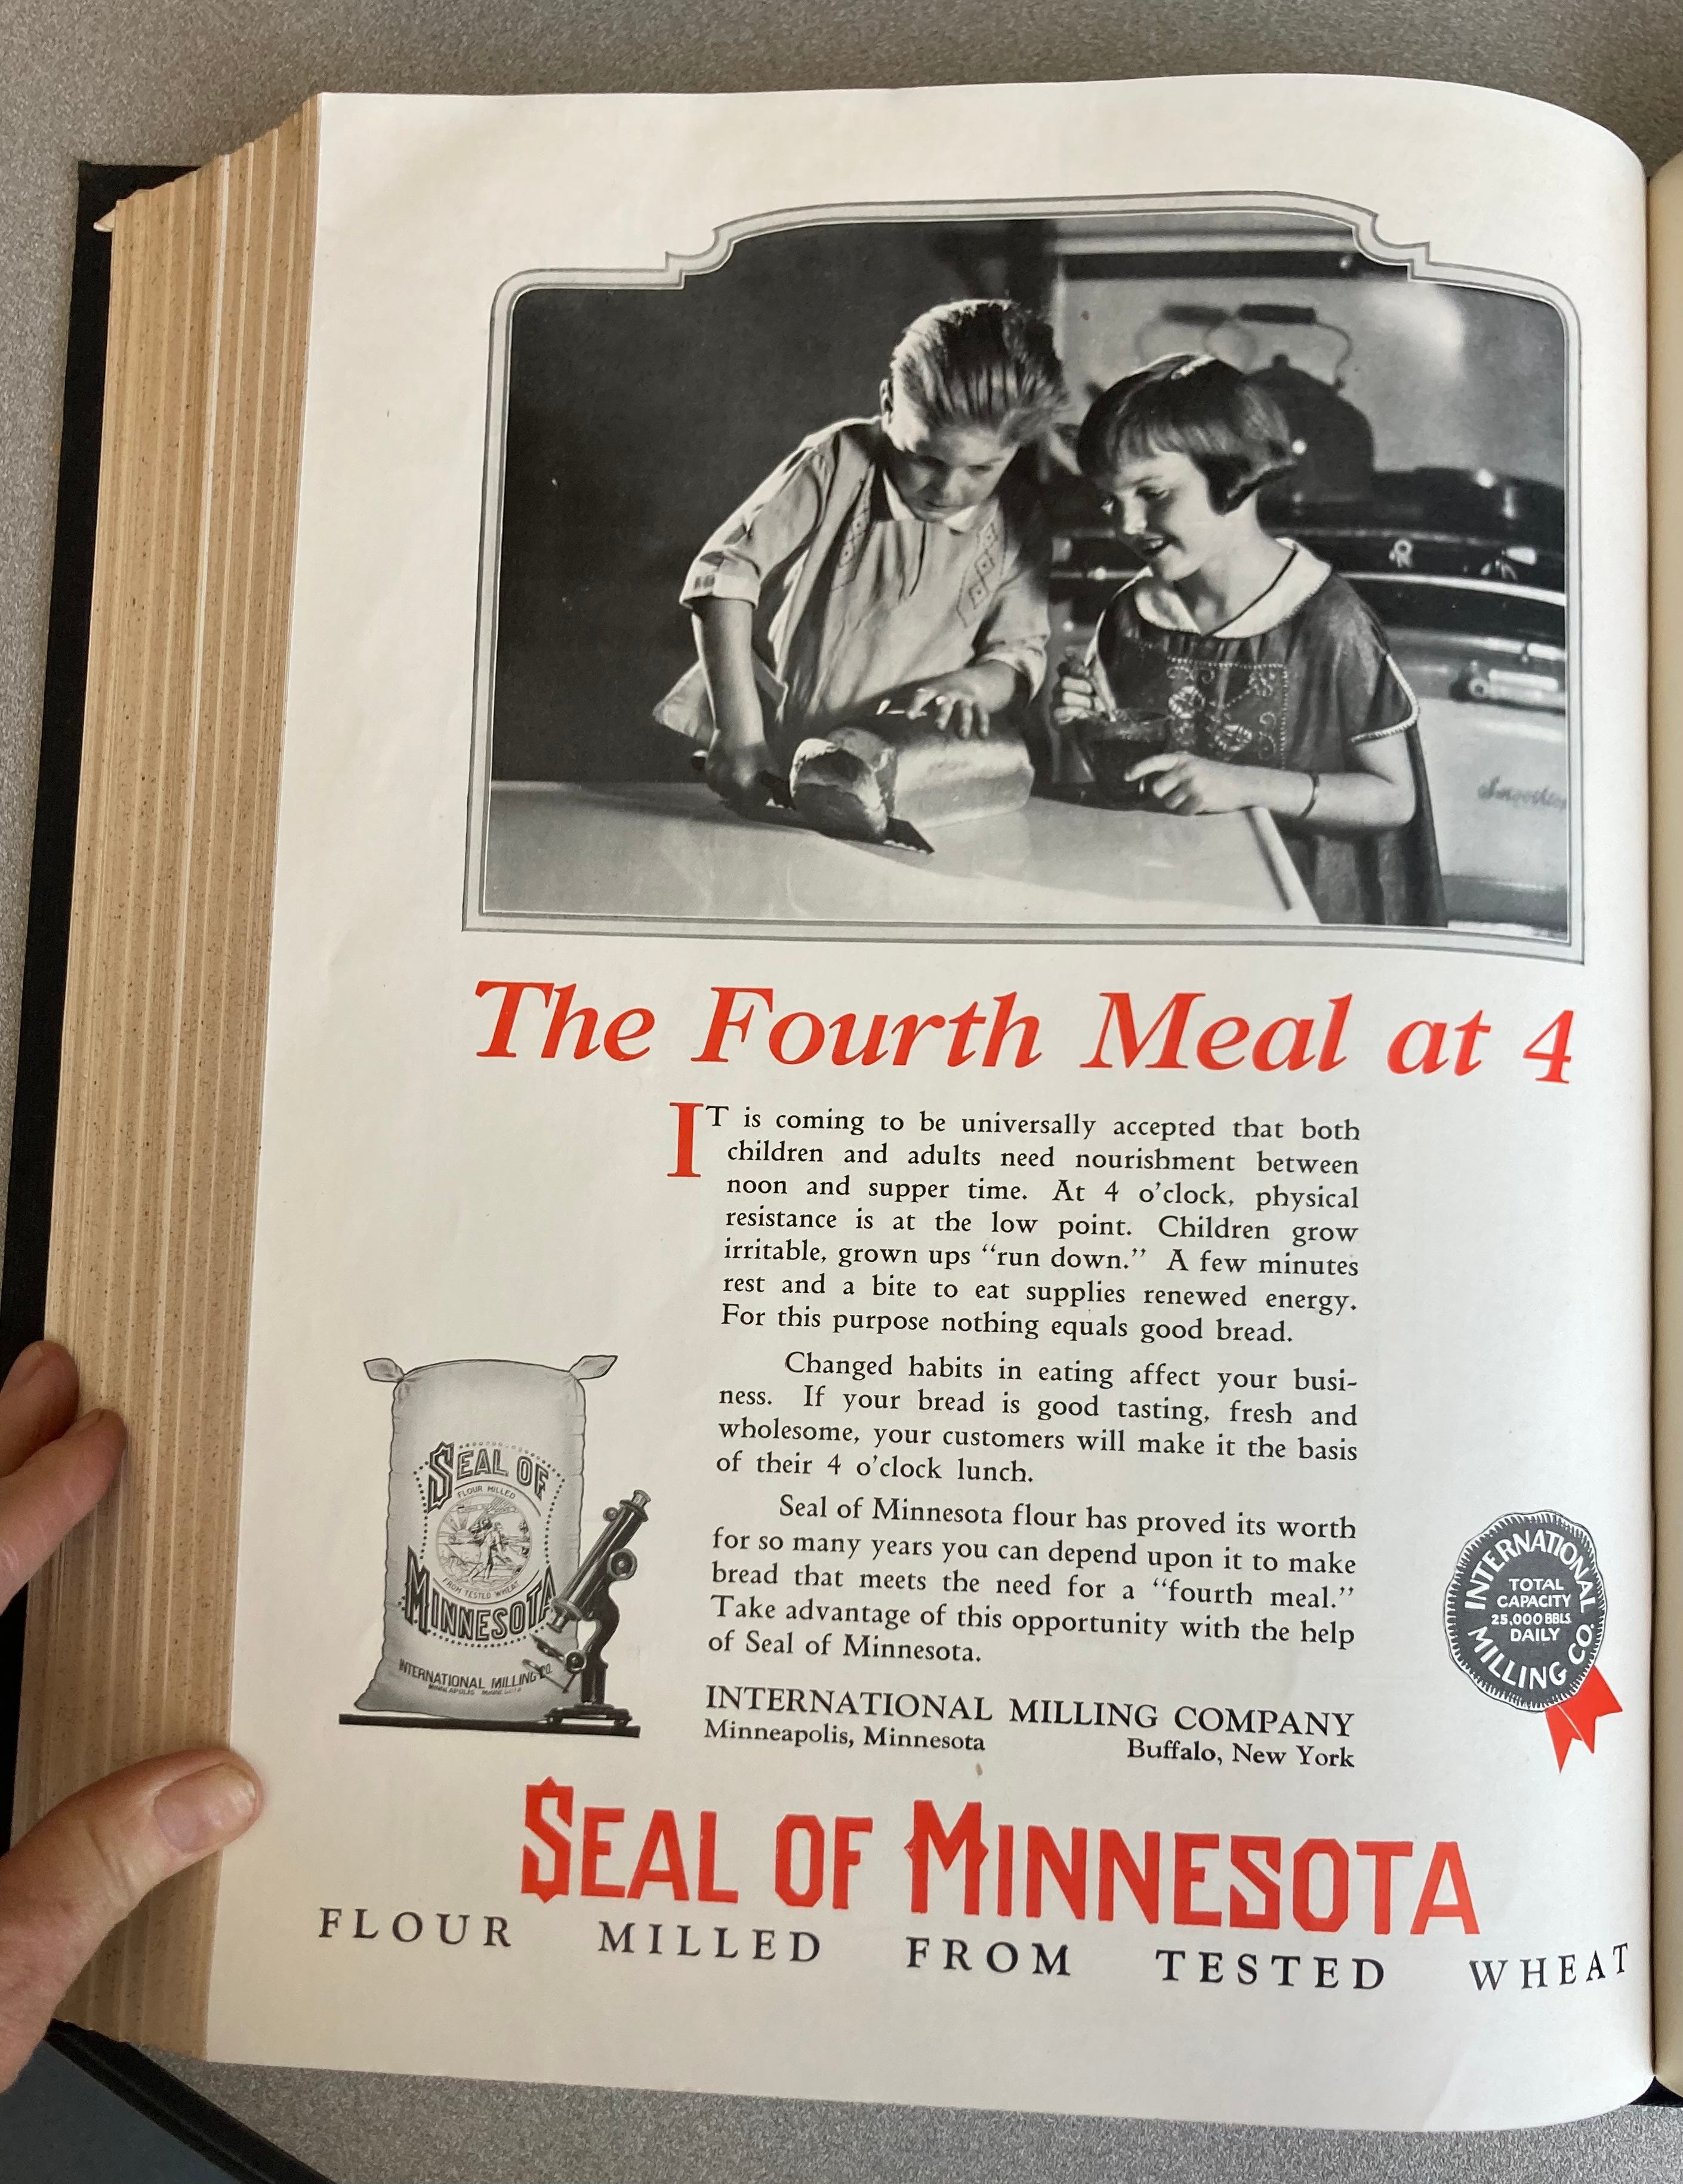 Smoothtop
The Fourth Meal at 4
IT is coming to be universally accepted that both
children and adults need nourishment between
noon and supper time. At 4 o'clock, physical
resistance is at the low point. Children grow
irritable, grown ups “run down.” A few minutes
rest and a bite to eat supplies renewed energy.
For this purpose nothing equals good bread.
Changed habits in eating affect your busi-
ness. If your bread is good tasting, fresh and
wholesome, your customers will make it the basis
of their 4 o'clock lunch.
Seal of Minnesota flour has proved its worth
for so many years you can depend upon it to make
bread that meets the need for a “fourth meal.”
Take advantage of this opportunity with the help
of Seal of Minnesota.
INTERNATIONAL MILLING COMPANY
Minneapolis, Minnesota Buffalo, New York
SEAL OF
FLOUR MILLED
FROM TESTED WHEAT
MINNESOTA
INTERNATIONAL MILLING CO.
MINNEAPOLIS MINNESOTA
INTERNATIONAL
TOTAL
CAPACITY
25,000 BBLS
DAILY
MILLING CO.
SEAL OF MINNESOTA
FLOUR MILLED FROM TESTED WHEAT